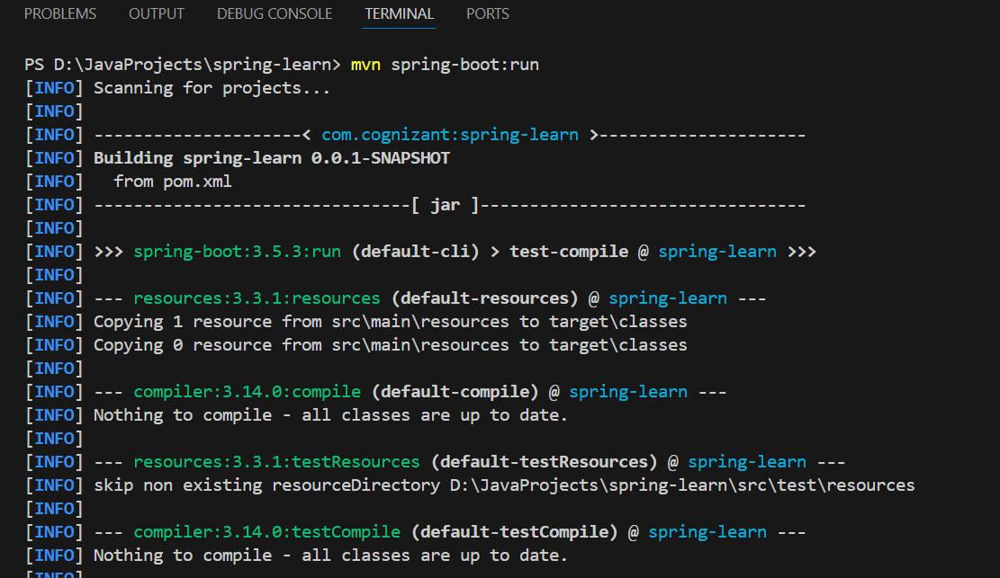 PROBLEMS OUTPUT DEBUG CONSOLE TERMINAL PORTS
PS D:\JavaProjects\spring-learn> mvn spring-boot:run
[INFO] Scanning for projects...
[INFO]
[INFO] ---------------------< com.cognizant:spring-learn >---------------------
[INFO] Building spring-learn 0.0.1-SNAPSHOT
[INFO]   from pom.xml
[INFO] --------------------------------[ jar ]---------------------------------
[INFO]
[INFO] >>> spring-boot:3.5.3:run (default-cli) > test-compile @ spring-learn >>>
[INFO]
[INFO] --- resources:3.3.1:resources (default-resources) @ spring-learn ---
[INFO] Copying 1 resource from src\main\resources to target\classes
[INFO] Copying 0 resource from src\main\resources to target\classes
[INFO]
[INFO] --- compiler:3.14.0:compile (default-compile) @ spring-learn ---
[INFO] Nothing to compile - all classes are up to date.
[INFO]
[INFO] --- resources:3.3.1:testResources (default-testResources) @ spring-learn ---
[INFO] skip non existing resourceDirectory D:\JavaProjects\spring-learn\src\test\resources
[INFO]
[INFO] --- compiler:3.14.0:testCompile (default-testCompile) @ spring-learn ---
[INFO] Nothing to compile - all classes are up to date.
[INFO]